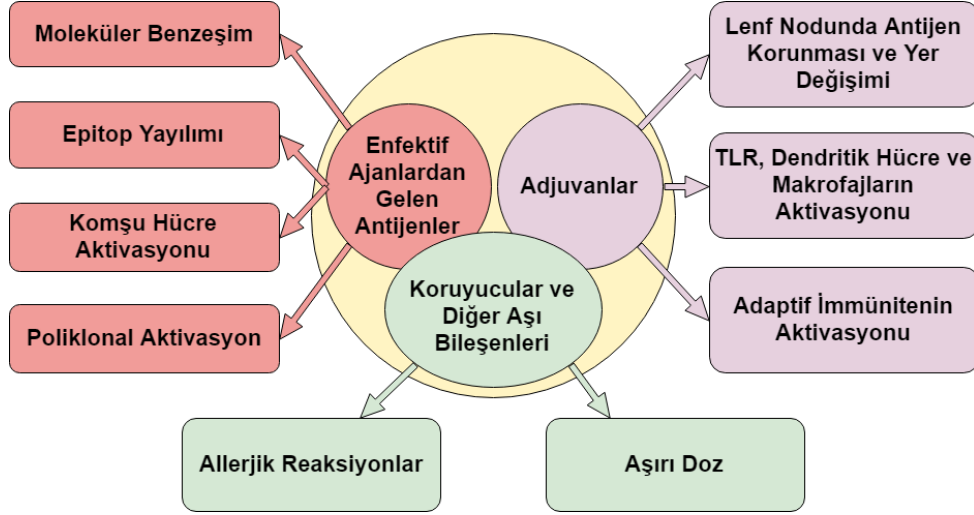 Moleküler Benzeşim
Epitop Yayılımı
Komşu Hücre
Aktivasyonu
Poliklonal Aktivasyon
Enfektif
Ajanlardan
Gelen
Antijenler
Adjuvanlar
Koruyucular ve
Diğer Aşı
Bileşenleri
Lenf Nodunda Antijen
Korunması ve Yer
Değişimi
TLR, Dendritik Hücre ve
Makrofajların
Aktivasyonu
Adaptif İmmünitenin
Aktivasyonu
Allerjik Reaksiyonlar
Aşırı Doz